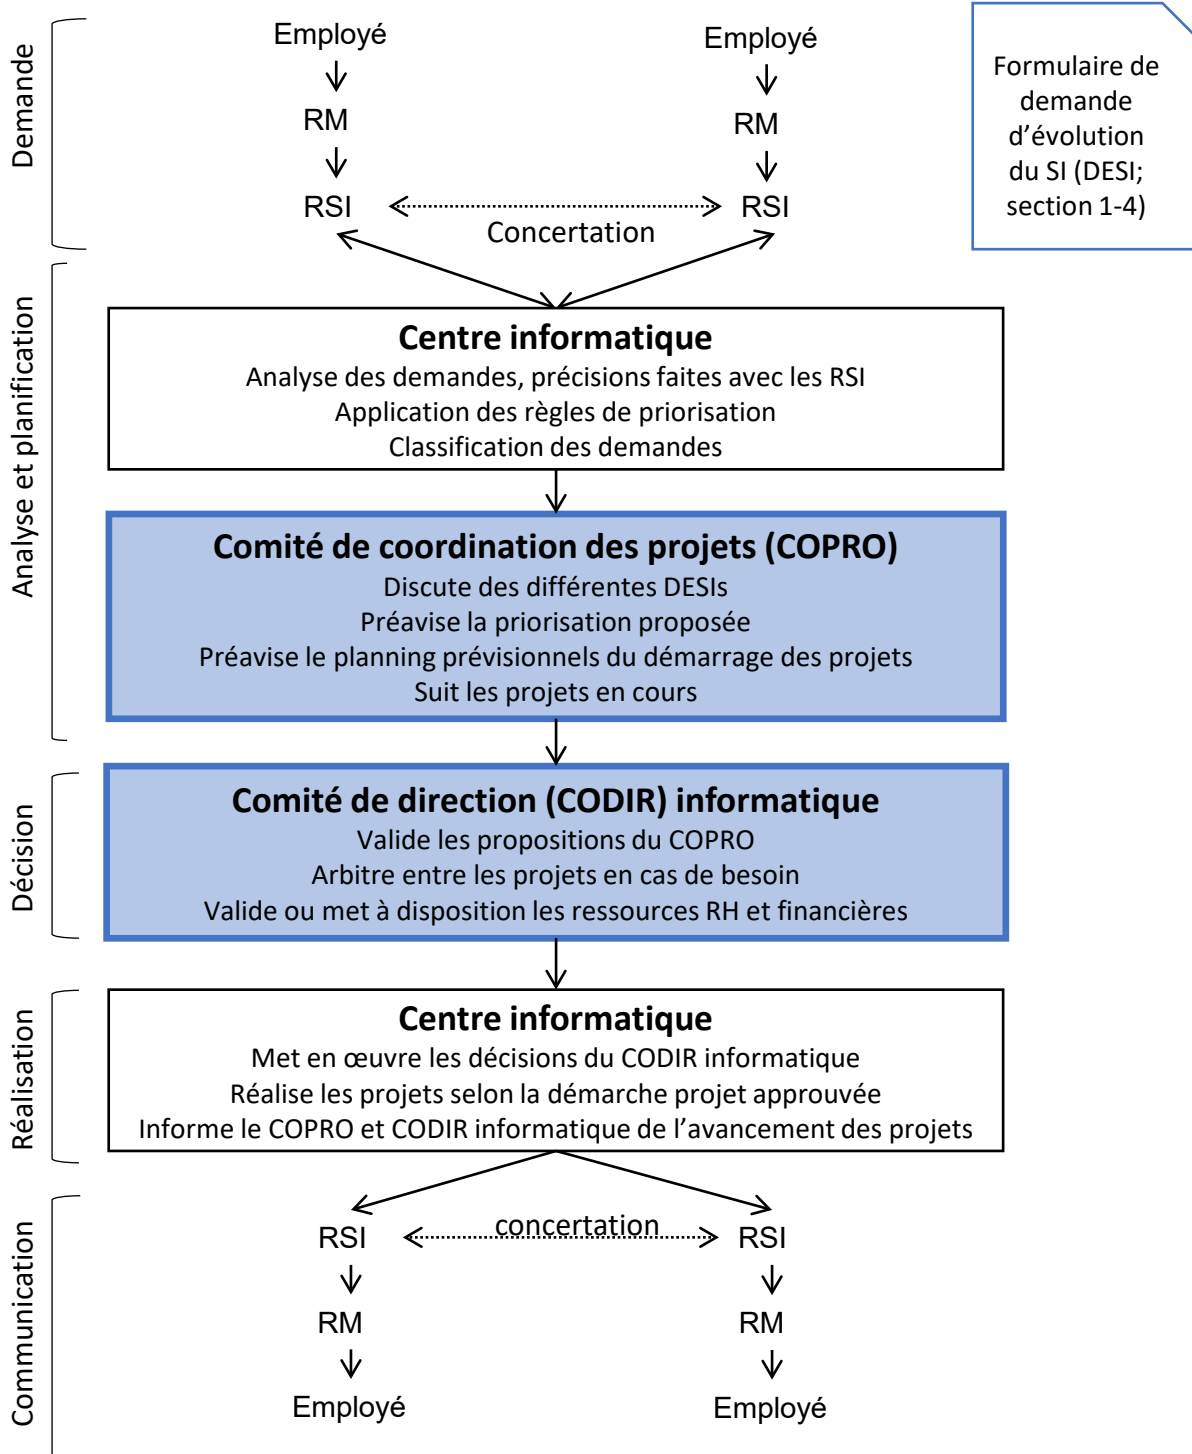 Demande
Employé
Employé
RM
RM
RSI
RSI
Concertation
Formulaire de
demande
d'évolution
du SI (DESI;
section 1-4)
Analyse et planification
Centre informatique
Analyse des demandes, précisions faites avec les RSI
Application des règles de priorisation
Classification des demandes
Comité de coordination des projets (COPRO)
Discute des différentes DESIs
Préavise la priorisation proposée
Préavise le planning prévisionnels du démarrage des projets
Suit les projets en cours
Décision
Comité de direction (CODIR) informatique
Valide les propositions du COPRO
Arbitre entre les projets en cas de besoin
Valide ou met à disposition les ressources RH et financières
Réalisation
Centre informatique
Met en œuvre les décisions du CODIR informatique
Réalise les projets selon la démarche projet approuvée
Informe le COPRO et CODIR informatique de l'avancement des projets
Communication
RSI
concertation
RSI
RM
RM
Employé
Employé